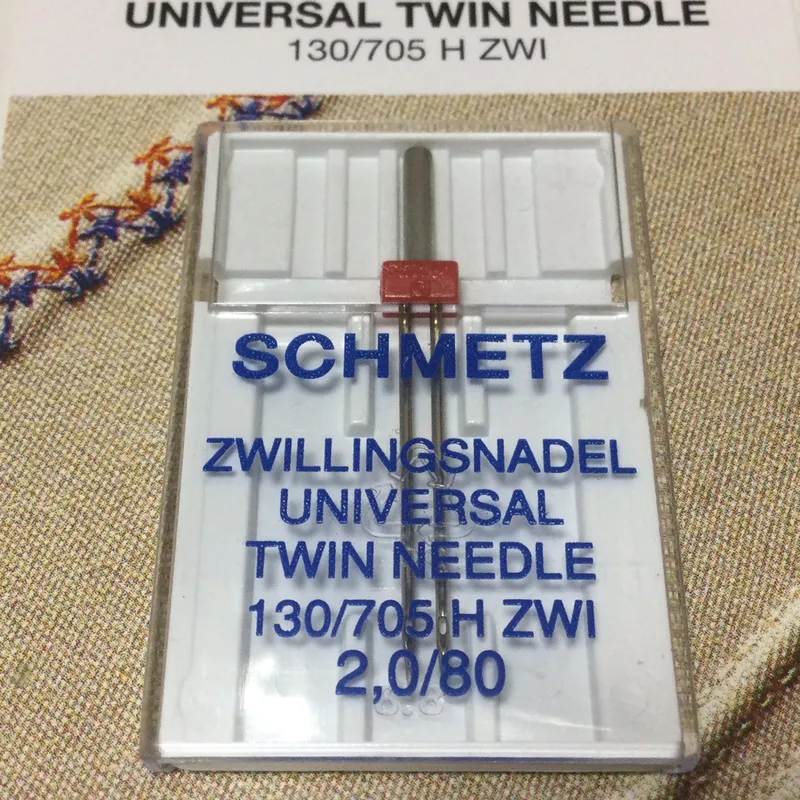 UNIVERSAL TWIN NEEDLE
130/705 H ZWI
SCHMETZ
ZWILLINGSNADEL
UNIVERSAL
TWIN NEEDLE
130/705 H ZWI
2,0/80